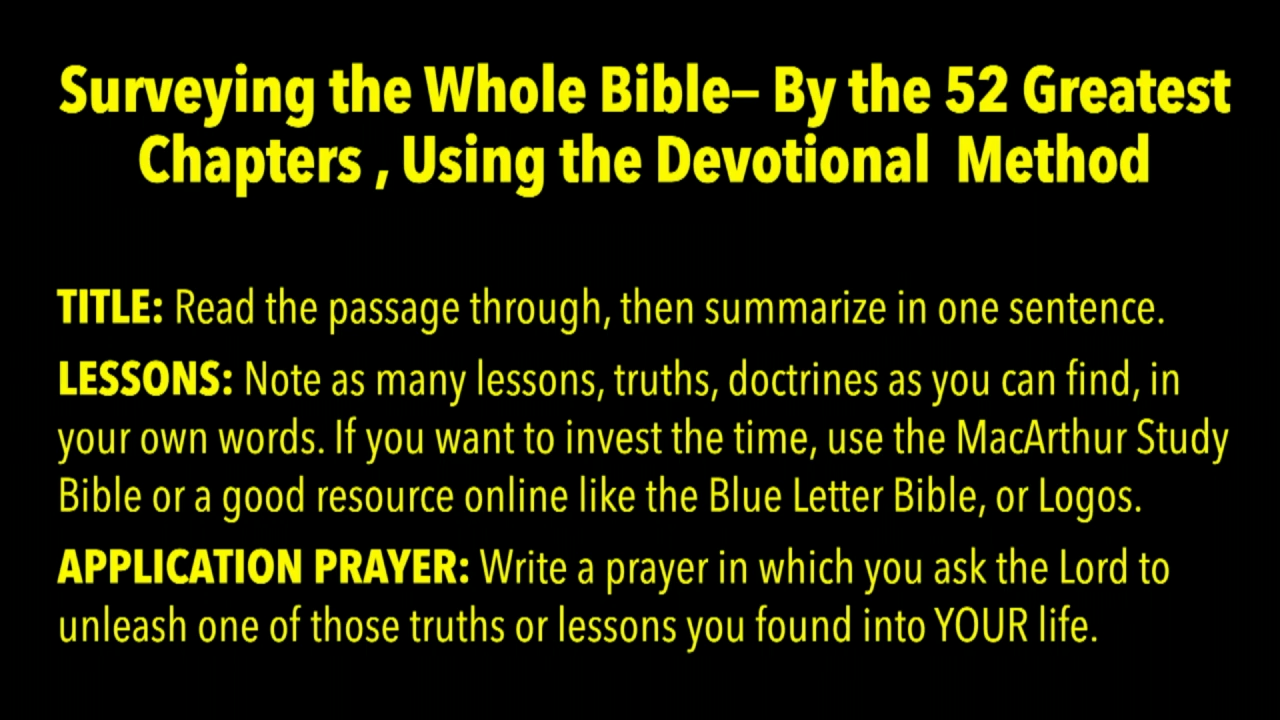 Surveying the Whole Bible– By the 52 Greatest
Chapters , Using the Devotional  Method
TITLE: Read the passage through, then summarize in one sentence.
LESSONS: Note as many lessons, truths, doctrines as you can find, in
your own words. If you want to invest the time, use the MacArthur Study
Bible or a good resource online like the Blue Letter Bible, or Logos.
APPLICATION PRAYER: Write a prayer in which you ask the Lord to
unleash one of those truths or lessons you found into YOUR life.